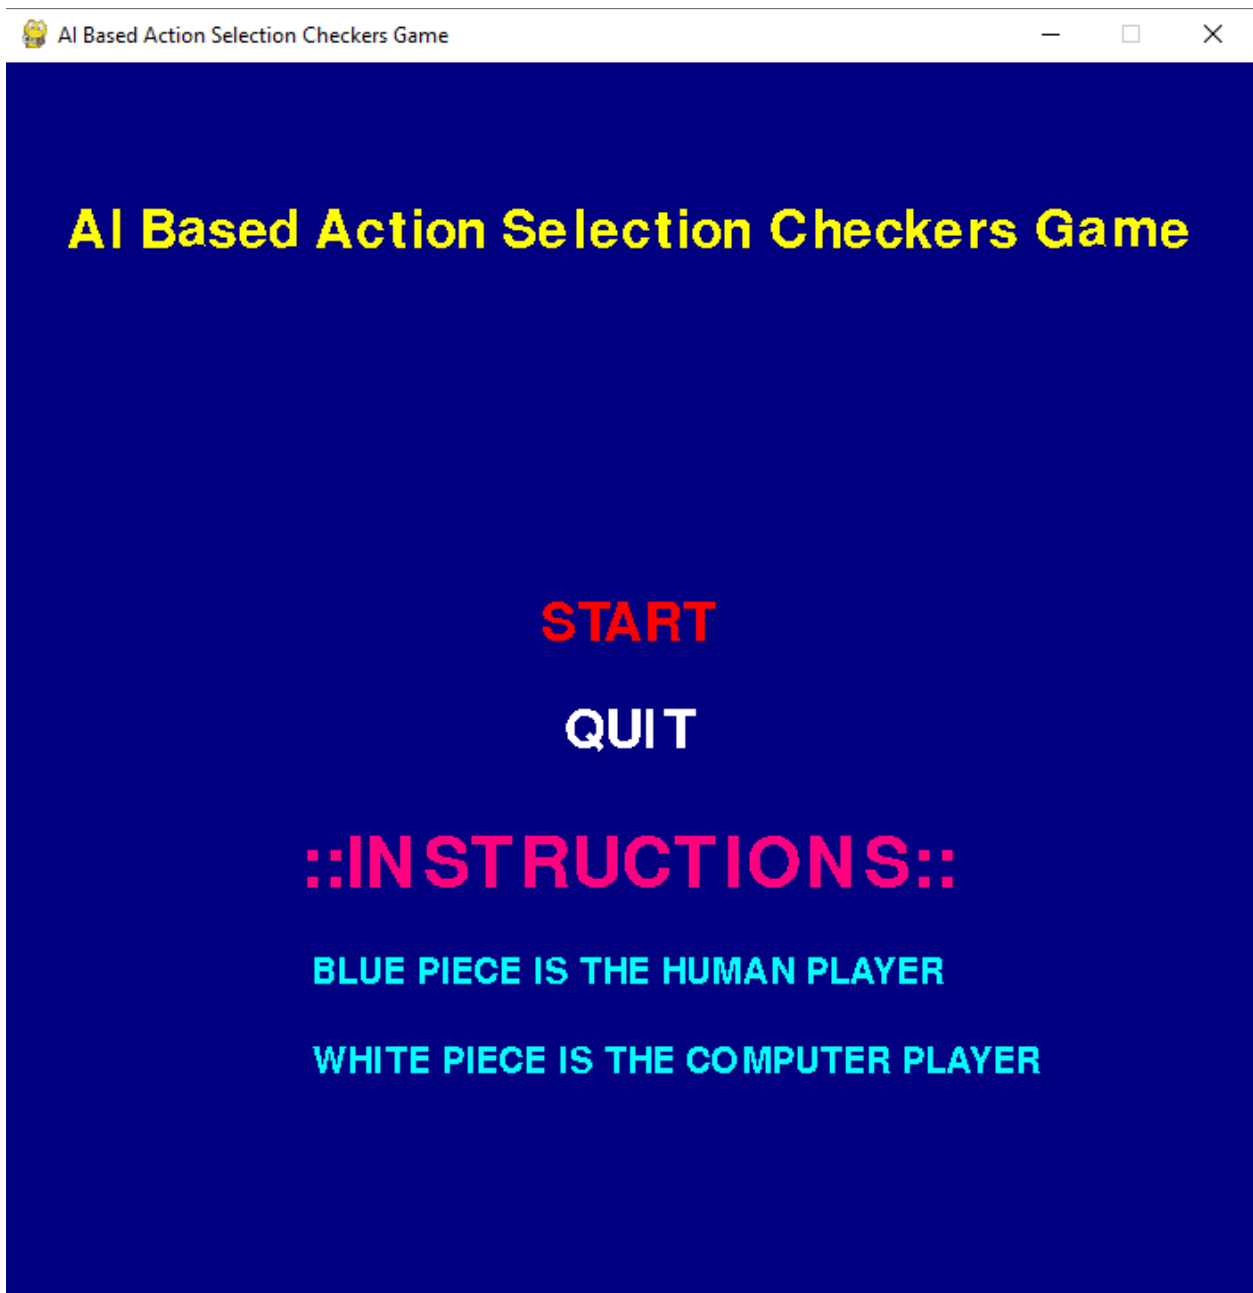 AI Based Action Selection Checkers Game
AI Based Action Selection Checkers Game
START
QUIT
::INSTRUCTIONS::
BLUE PIECE IS THE HUMAN PLAYER
WHITE PIECE IS THE COMPUTER PLAYER